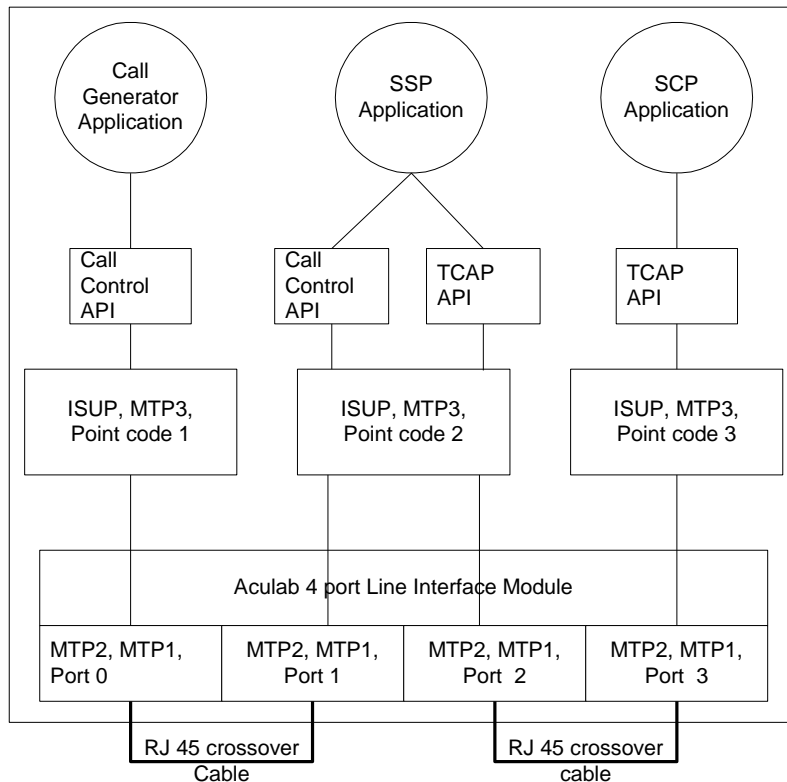 Call
Generator
Application
SSP
Application
SCP
Application
Call
Control
API
Call
Control
API
TCAP
API
TCAP
API
ISUP, MTP3,
Point code 1
ISUP, MTP3,
Point code 2
ISUP, MTP3,
Point code 3
Aculab 4 port Line Interface Module
MTP2, MTP1,
Port 0
MTP2, MTP1,
Port 1
MTP2, MTP1,
Port 2
MTP2, MTP1,
Port 3
RJ 45 crossover
Cable
RJ 45 crossover
cable